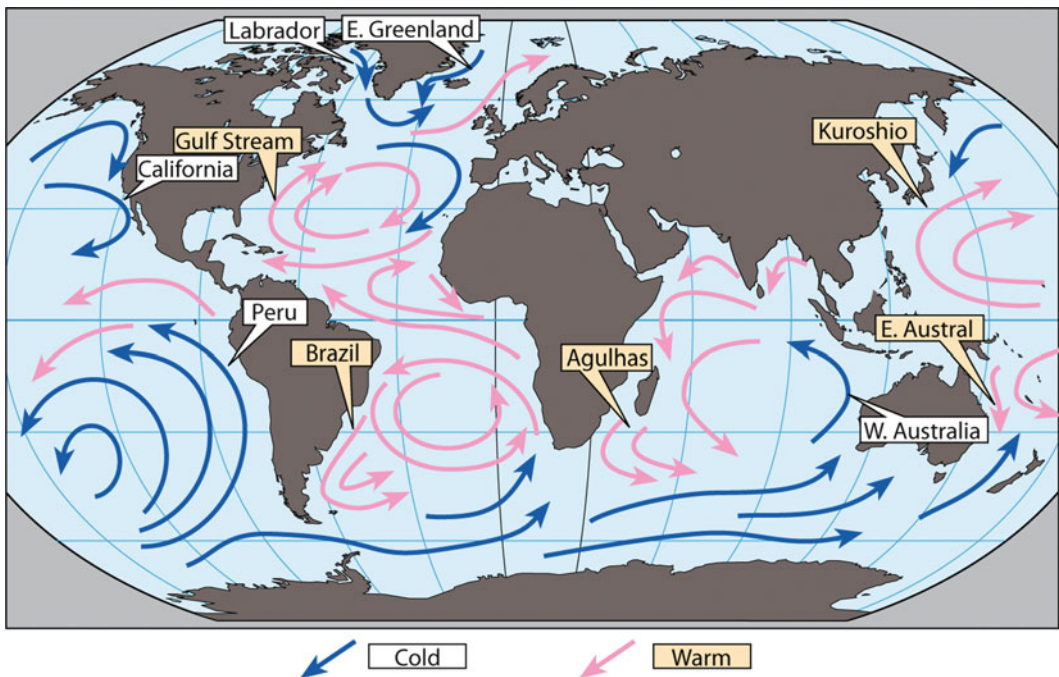 Labrador
E. Greenland
Gulf Stream
Kuroshio
California
Peru
E. Austral
Brazil
Agulhas
W. Australia
Cold
Warm